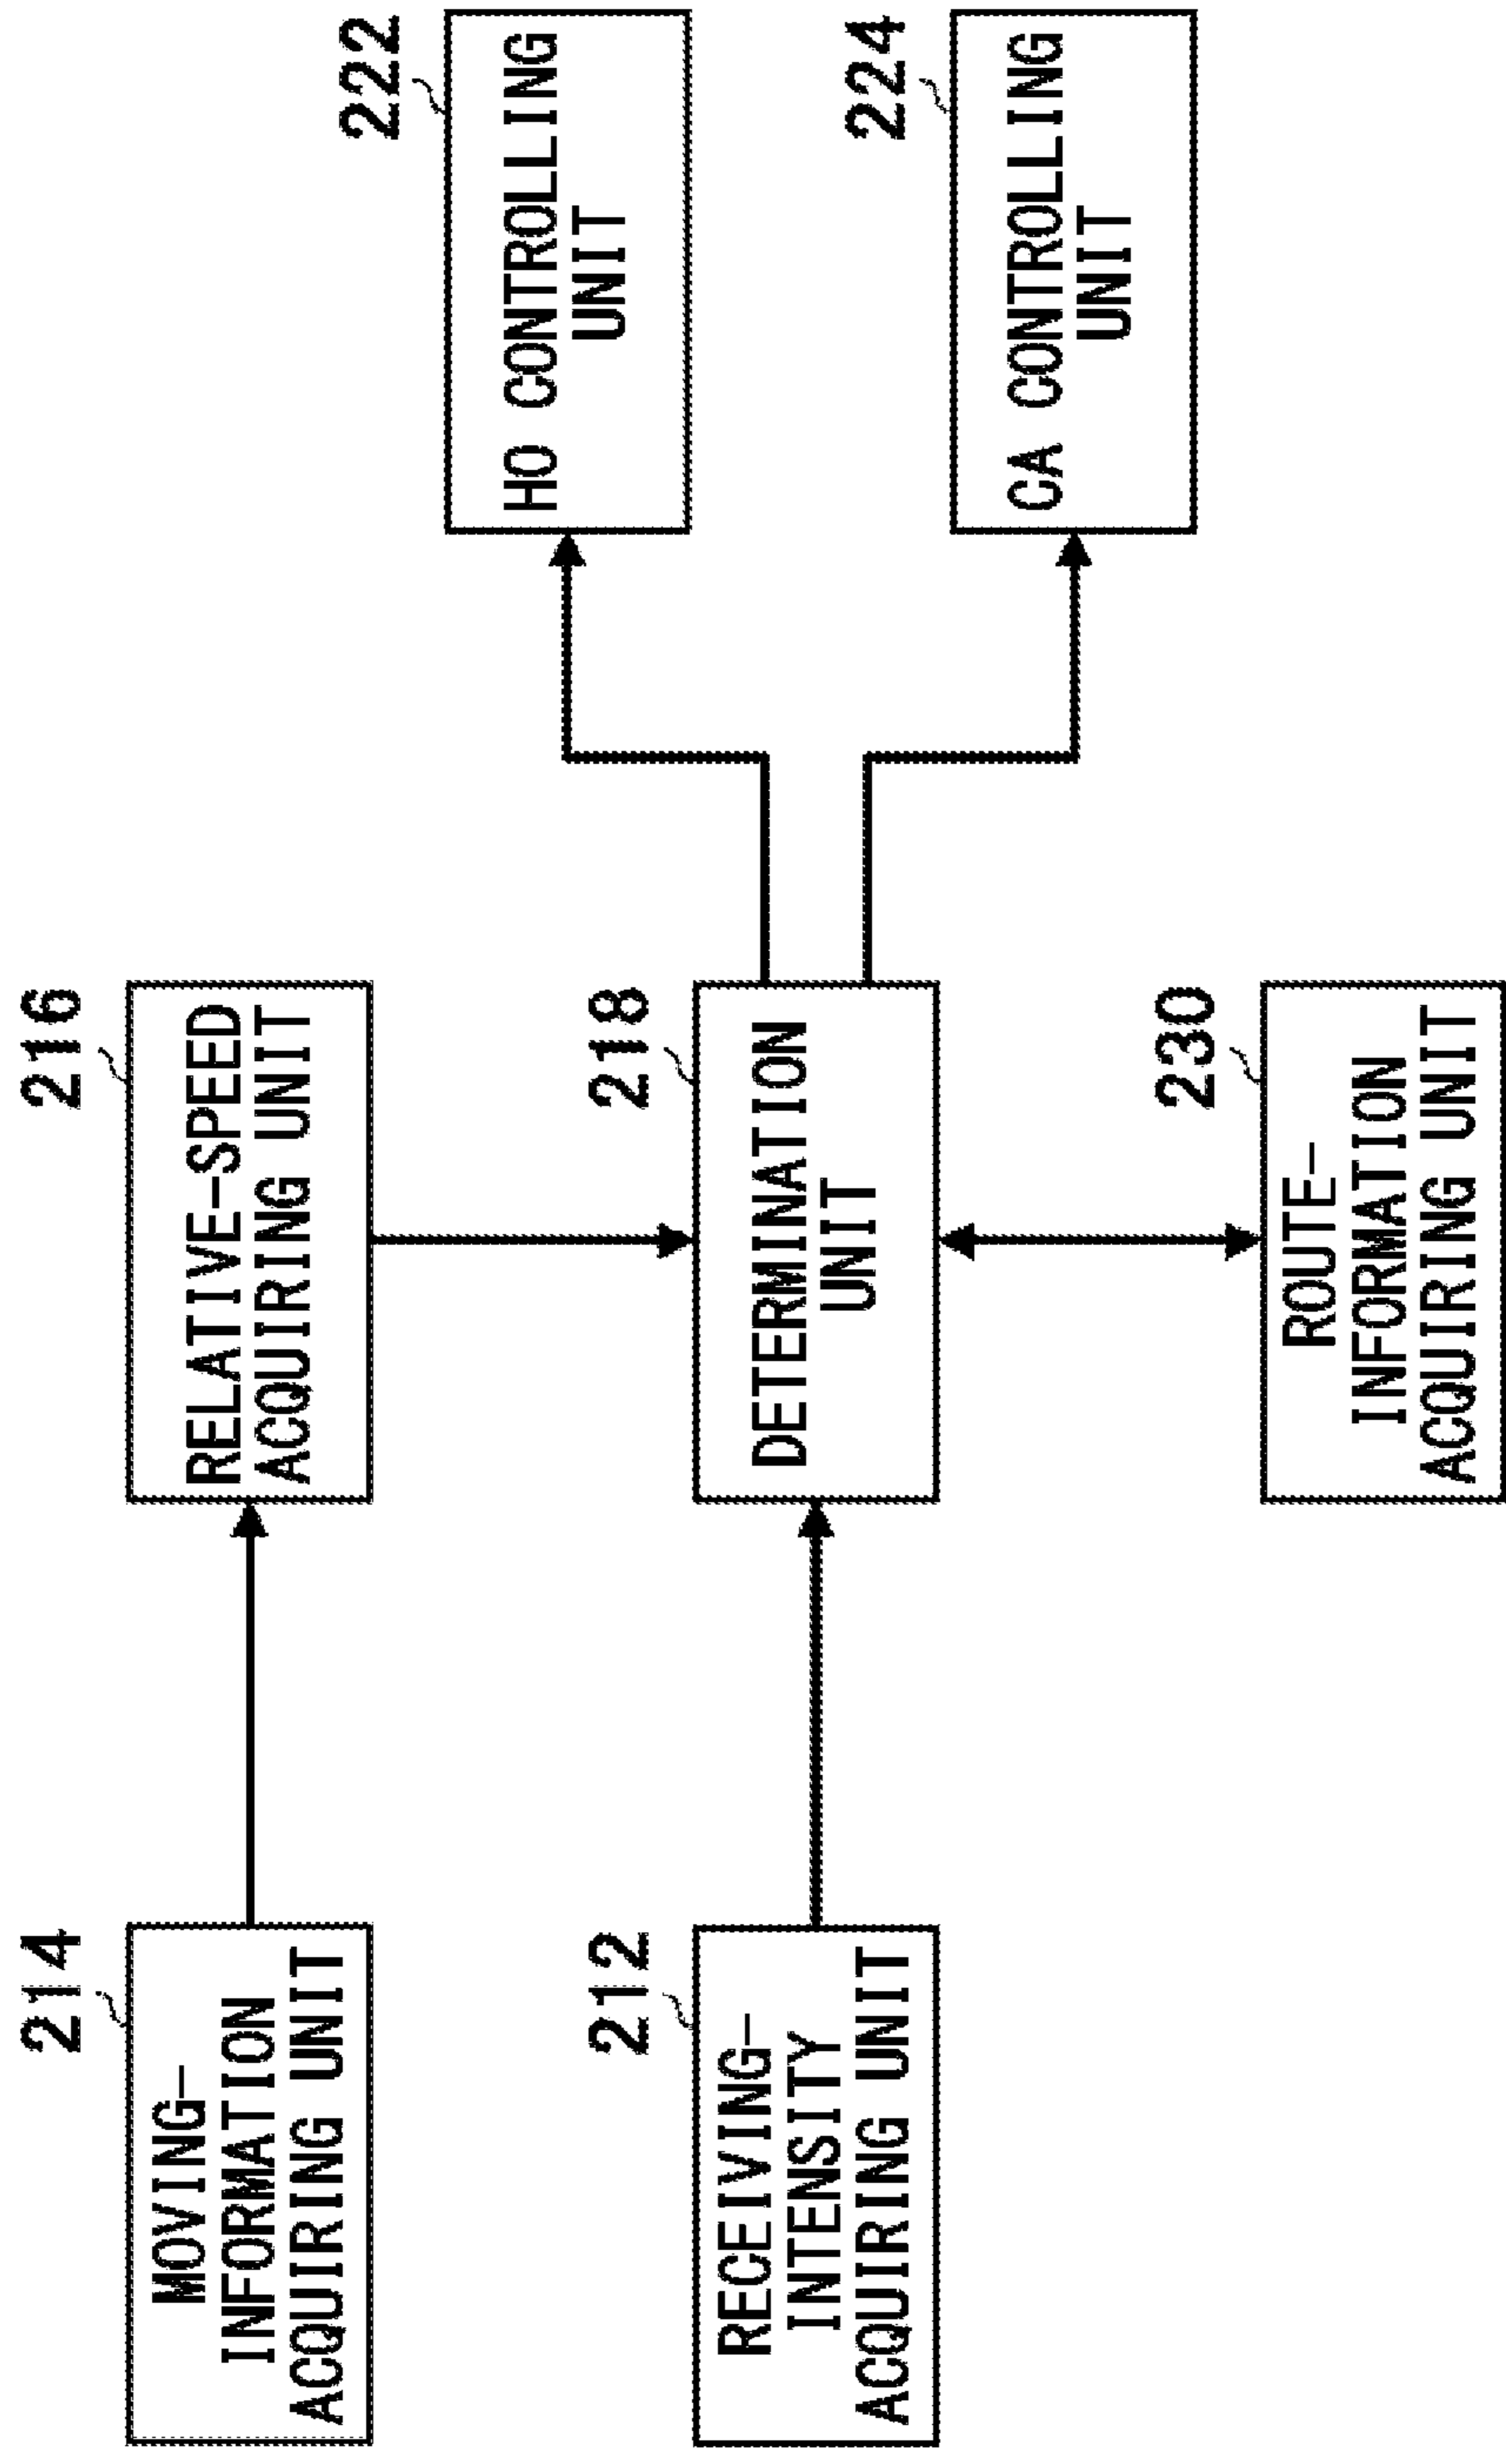 214
MOVING-
INFORMATION
ACQUIRING UNIT
216
RELATIVE-SPEED
ACQUIRING UNIT
222
HO CONTROLLING
UNIT
212
RECEIVING-
INTENSITY
ACQUIRING UNIT
218
DETERMINATION
UNIT
224
CA CONTROLLING
UNIT
230
ROUTE-
INFORMATION
ACQUIRING UNIT